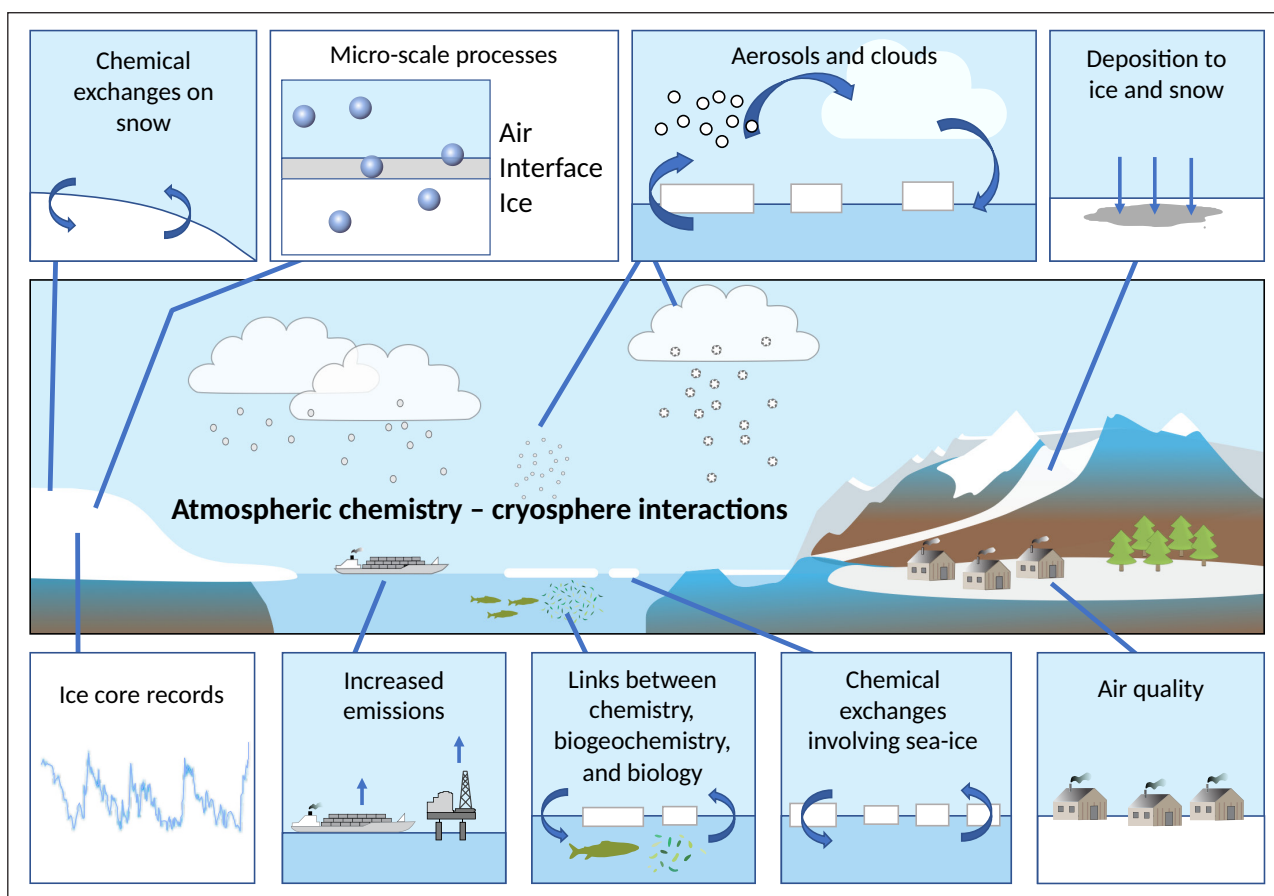 Chemical
exchanges on
snow
Micro-scale processes
Air
Interface
Ice
Aerosols and clouds
Deposition to
ice and snow
Atmospheric chemistry – cryosphere interactions
Ice core records
Increased
emissions
Links between
chemistry,
biogeochemistry,
and biology
Chemical
exchanges
involving sea-ice
Air quality